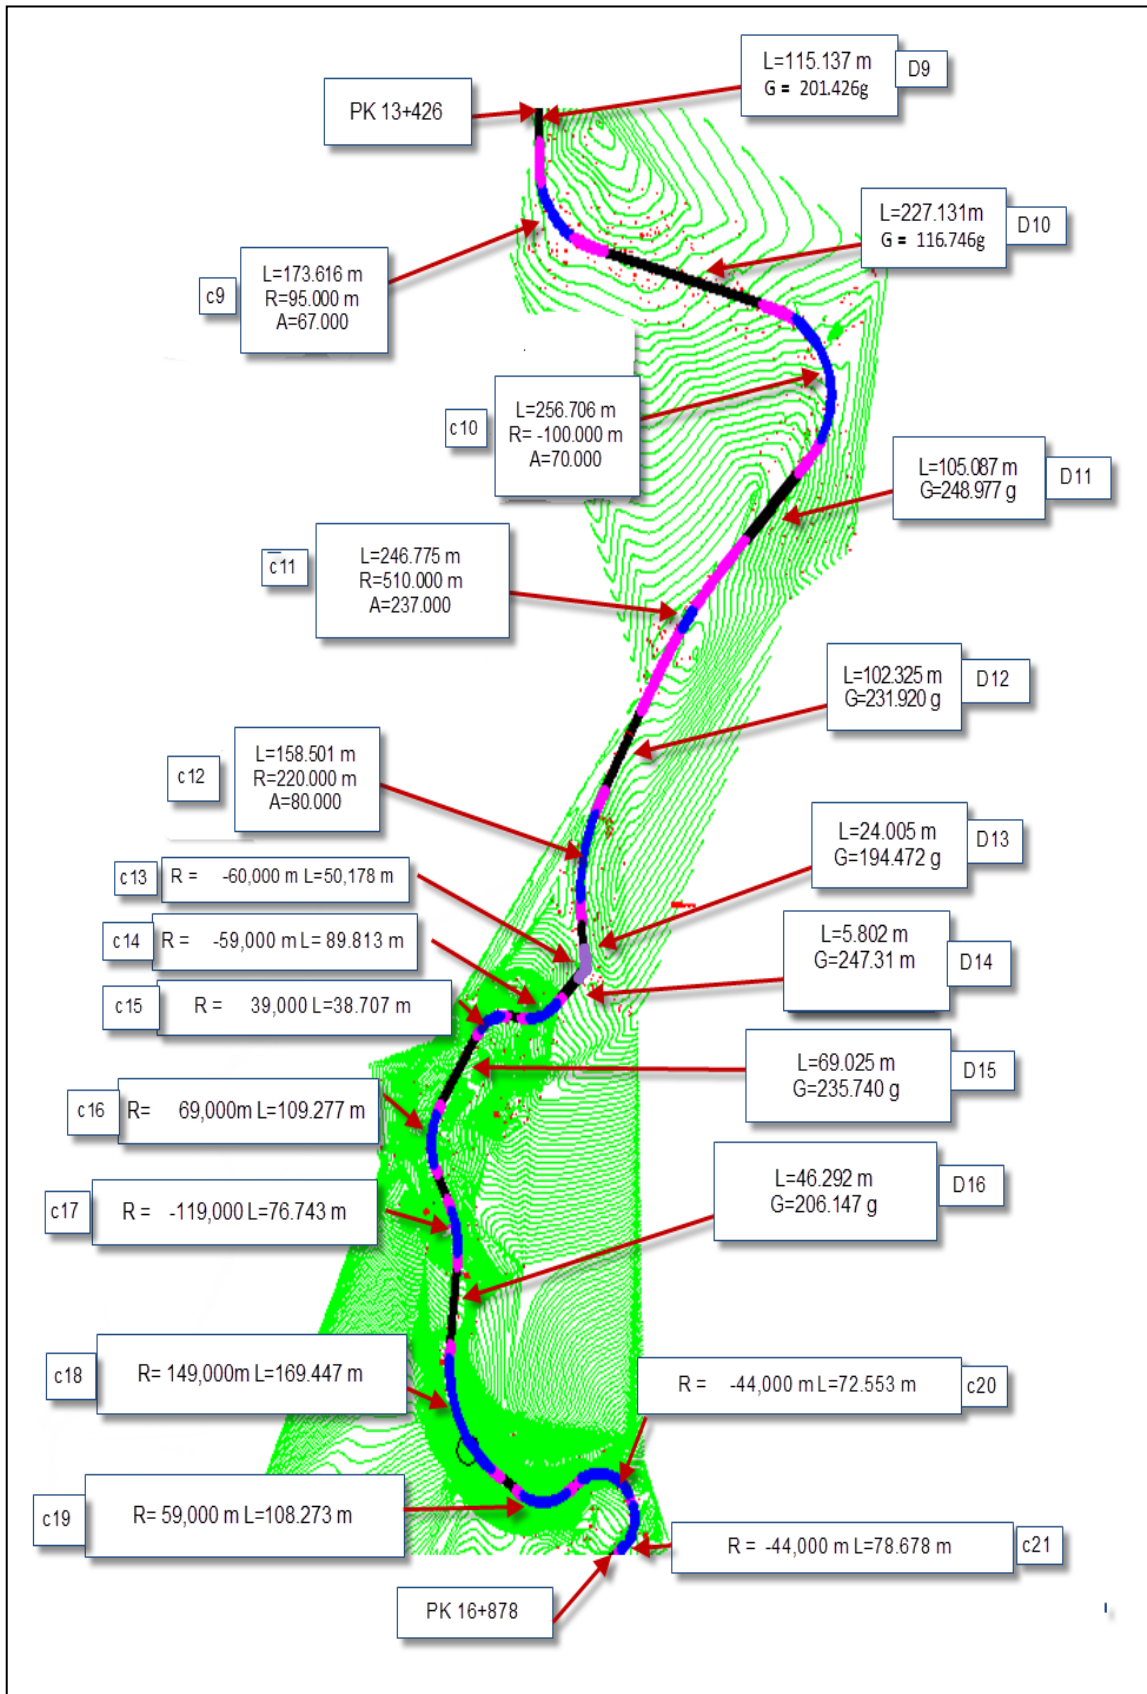 L=115.137 m
G = 201.426g
D9
PK 13+426
L=227.131m
G = 116.746g
D10
c9
L=173.616 m
R=95.000 m
A=67.000
c10
L=256.706 m
R= -100.000 m
A=70.000
L=105.087 m
G=248.977 g
D11
c11
L=246.775 m
R=510.000 m
A=237.000
L=102.325 m
G=231.920 g
D12
c12
L=158.501 m
R=220.000 m
A=80.000
L=24.005 m
G=194.472 g
D13
c13
R = -60,000 m L=50,178 m
c14
R = -59,000 m L= 89.813 m
L=5.802 m
G=247.31 m
D14
c15
R = 39,000 L=38.707 m
L=69.025 m
G=235.740 g
D15
c16
R= 69,000m L=109.277 m
L=46.292 m
G=206.147 g
D16
c17
R = -119,000 L=76.743 m
c18
R= 149,000m L=169.447 m
R = -44,000 m L=72.553 m
c20
c19
R= 59,000 m L=108.273 m
R = -44,000 m L=78.678 m
c21
PK 16+878